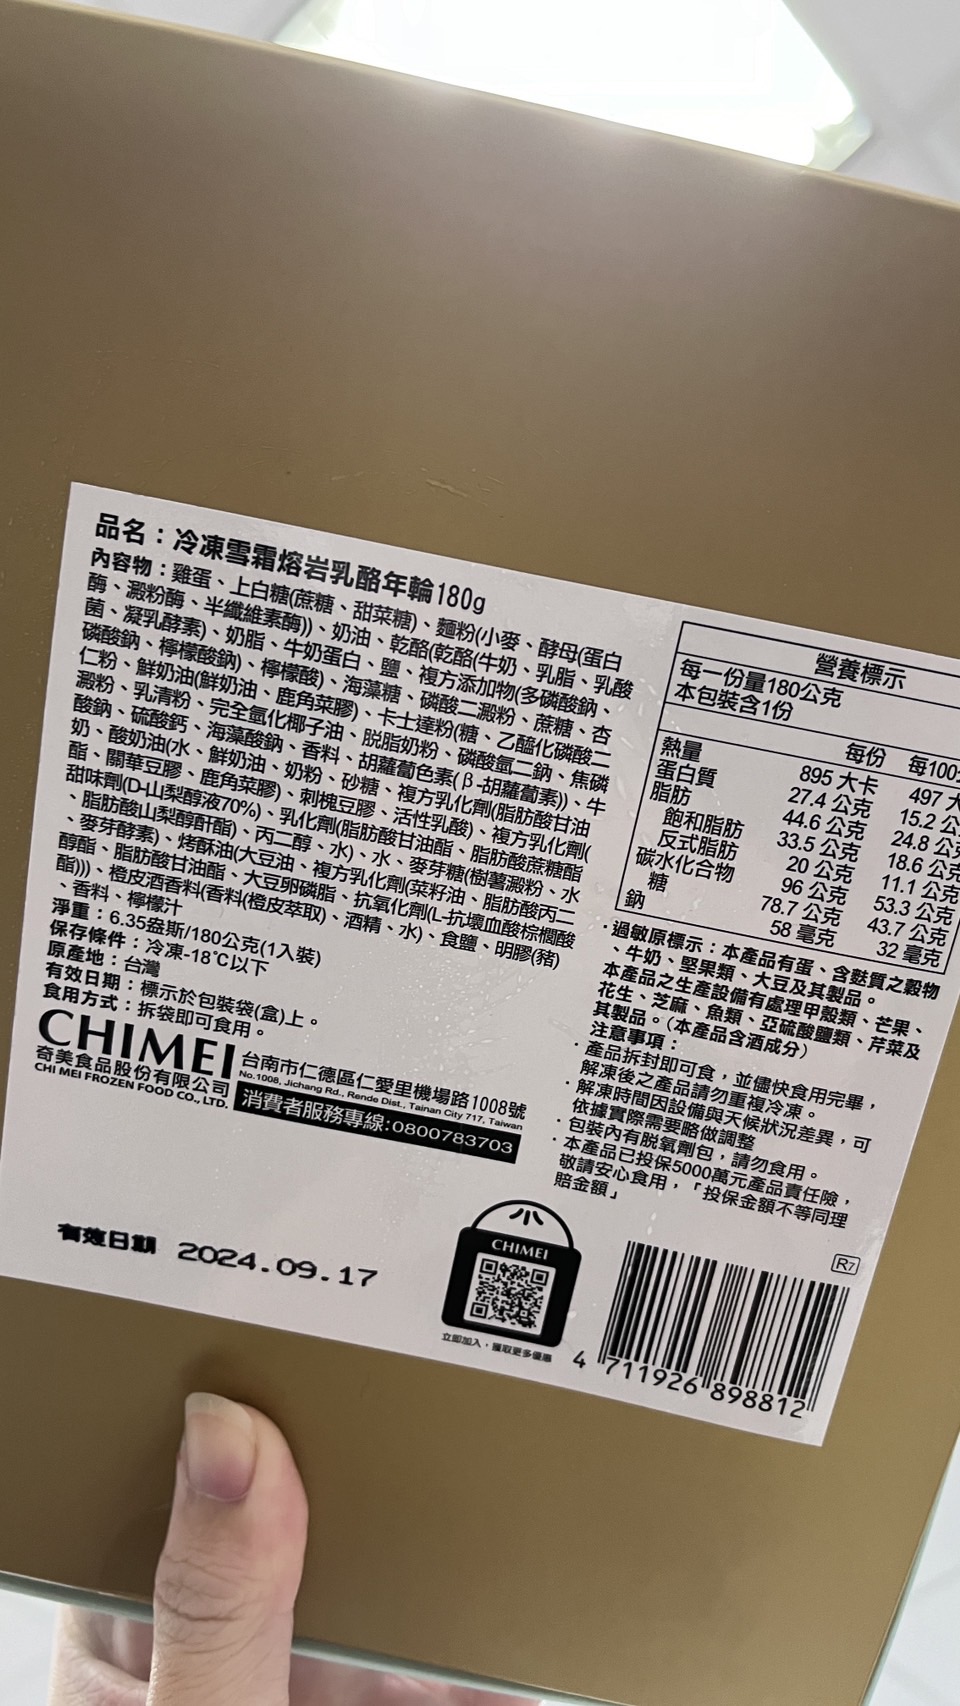 品名：冷凍雪霜熔岩乳酪年輪180g
內容物：雞蛋、上白糖(蔗糖、甜菜糖)、麵粉(小麥、酵母(蛋白
酶、澱粉酶、半纖維素酶))、奶油、乾酪(乾酪(牛奶、乳脂、乳酸
菌、凝乳酵素)、奶脂、牛奶蛋白、鹽、複方添加物(多磷酸鈉、
磷酸鈉、檸檬酸鈉)、檸檬酸)、海藻糖、磷酸二澱粉、蔗糖、杏
仁粉、鮮奶油(鮮奶油、鹿角菜膠)、卡士達粉(糖、乙醯化磷酸二
澱粉、乳清粉、完全氫化椰子油、脫脂奶粉、磷酸氫二鈉、焦磷
酸鈉、硫酸鈣、海藻酸鈉、香料、胡蘿蔔色素(β-胡蘿蔔素))、牛
奶、酸奶油(水、鮮奶油、奶粉、砂糖、複方乳化劑(脂肪酸甘油
酯、關華豆膠、鹿角菜膠)、刺槐豆膠、活性乳酸)、複方乳化劑(
甜味劑(D-山梨醇液70%)、乳化劑(脂肪酸甘油酯、脂肪酸蔗糖酯
、脂肪酸山梨醇酐酯)、丙二醇、水)、水、麥芽糖(樹薯澱粉、水
、麥芽酵素)、烤酥油(大豆油、複方乳化劑(菜籽油、脂肪酸丙二
醇酯、脂肪酸甘油酯、大豆卵磷脂、抗氧化劑(L-抗壞血酸棕櫚酸
酯)))、橙皮酒香料(香料(橙皮萃取)、酒精、水)、食鹽、明膠(豬)
、香料、檸檬汁
淨重：6.35盎斯/180公克(1入裝)
保存條件：冷凍-18℃以下
原產地：台灣
有效日期：標示於包裝袋(盒)上。
食用方式：拆袋即可食用。
CHIMEI
奇美食品股份有限公司
CHI MEI FROZEN FOOD CO., LTD.
台南市仁德區仁愛里機場路1008號
No.1008, Jichang Rd., Rende Dist., Tainan City 717, Taiwan
消費者服務專線:0800783703
有效日期 2024.09.17
營養標示
每一份量180公克
本包裝含1份
每份 每100
熱量 895 大卡 497 大
蛋白質 27.4 公克 15.2 公
脂肪 44.6 公克 24.8 公克
飽和脂肪 33.5 公克 18.6 公克
反式脂肪 20 公克 11.1 公克
碳水化合物 96 公克 53.3 公克
糖 78.7 公克 43.7 公克
鈉 58 毫克 32 毫克
·過敏原標示：本產品有蛋、含麩質之穀物
、牛奶、堅果類、大豆及其製品。
本產品之生產設備有處理甲殼類、芒果、
花生、芝麻、魚類、亞硫酸鹽類、芹菜及
其製品。(本產品含酒成分)
注意事項：
·產品拆封即可食，並儘快食用完畢，
解凍後之產品請勿重複冷凍。
·解凍時間因設備與天候狀況差異，可
依據實際需要略做調整
·包裝內有脫氧劑包，請勿食用。
·本產品已投保5000萬元產品責任險，
敬請安心食用，「投保金額不等同理
賠金額」
CHIMEI
立即加入，獲取更多優惠
R7
4 711926 898812